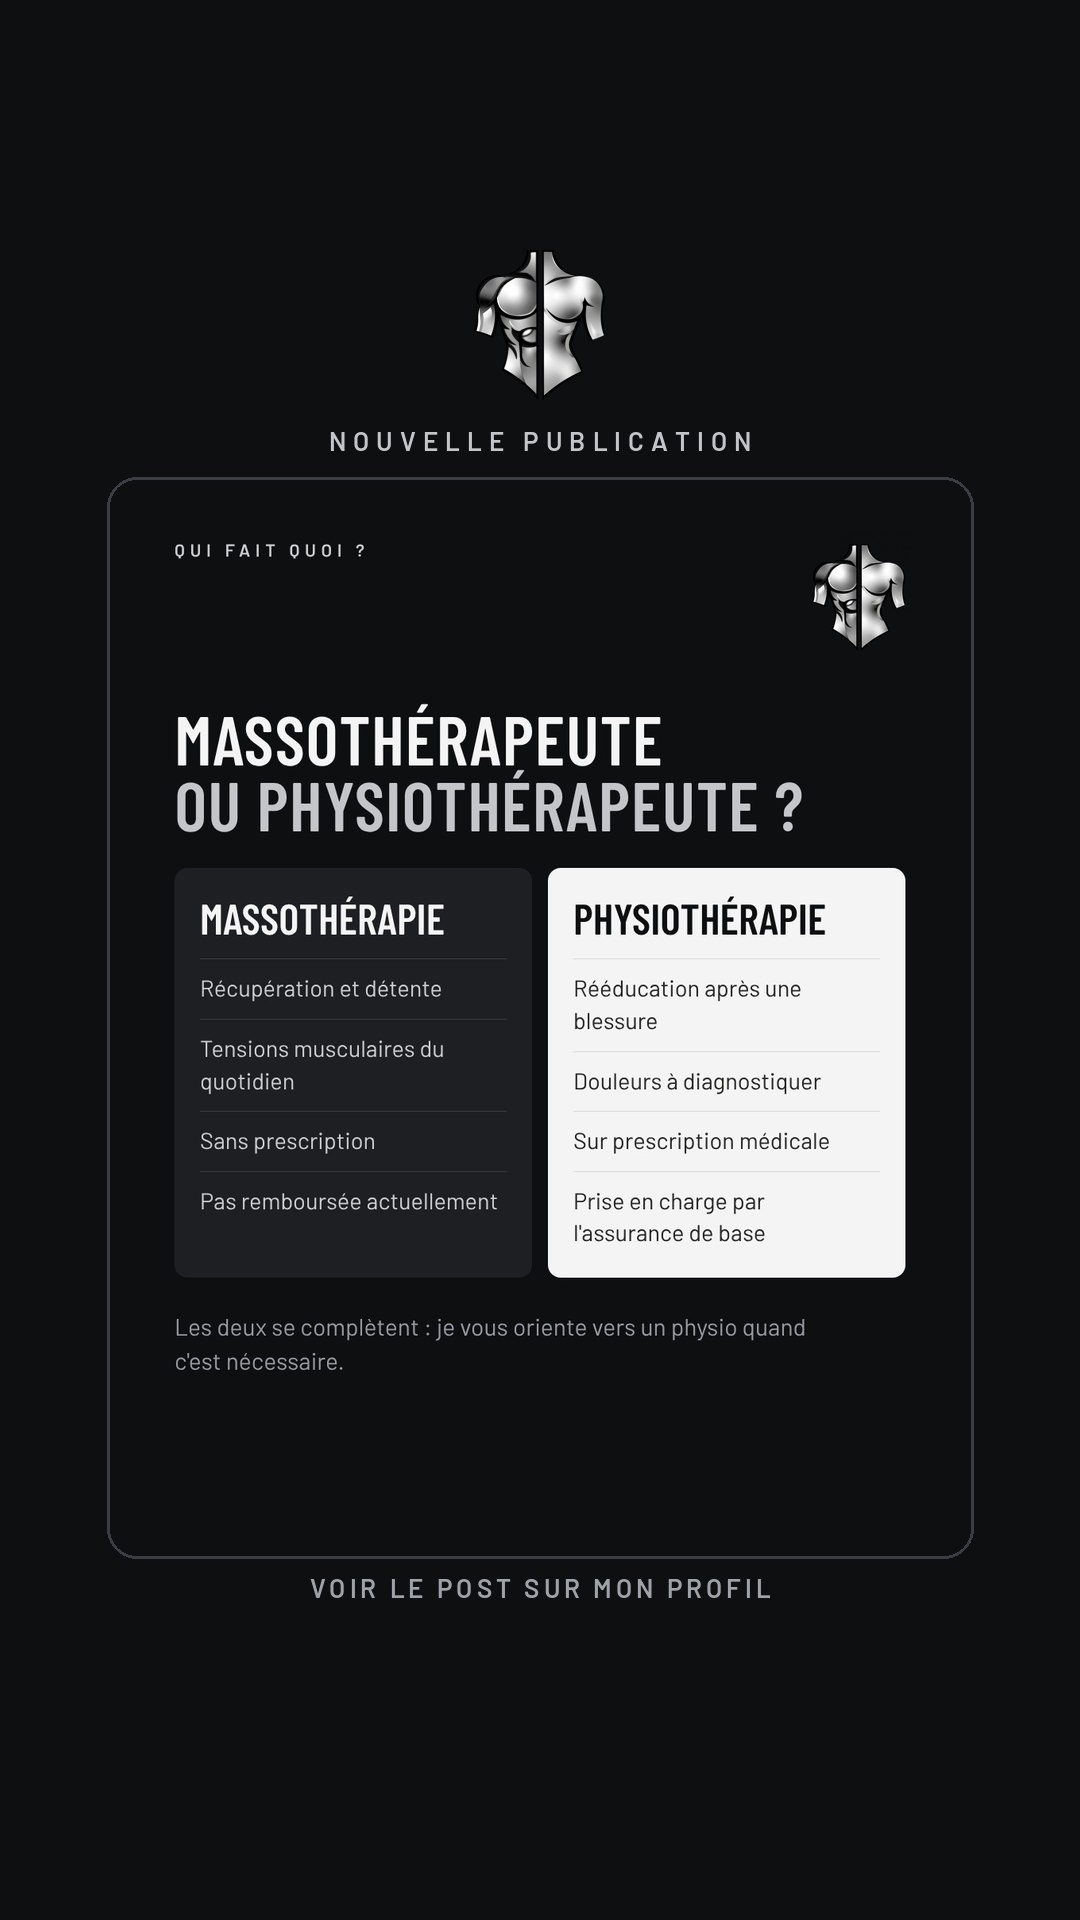 NOUVELLE PUBLICATION
QUI FAIT QUOI ?
MASSOTHÉRAPEUTE
OU PHYSIOTHÉRAPEUTE ?
MASSOTHÉRAPIE
Récupération et détente
Tensions musculaires du
quotidien
Sans prescription
Pas remboursée actuellement
PHYSIOTHÉRAPIE
Rééducation après une
blessure
Douleurs à diagnostiquer
Sur prescription médicale
Prise en charge par
l'assurance de base
Les deux se complètent : je vous oriente vers un physio quand
c'est nécessaire.
VOIR LE POST SUR MON PROFIL